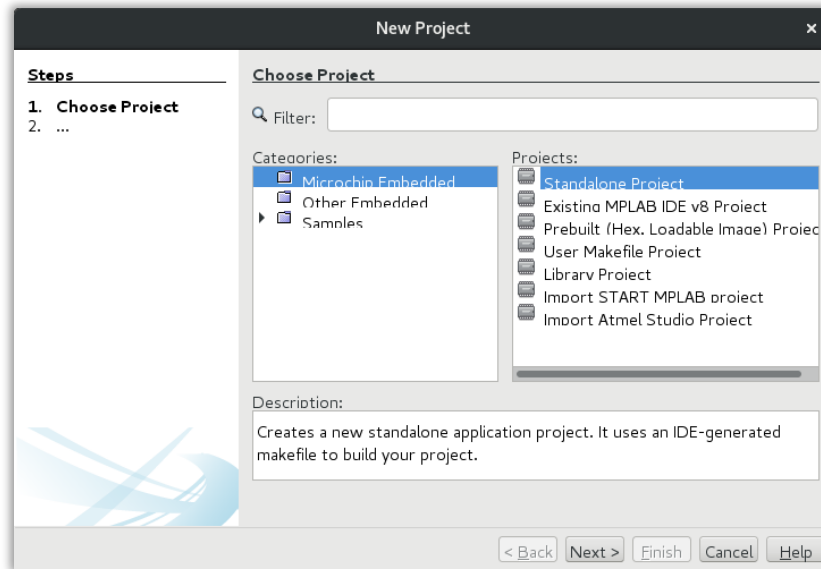 New Project
Steps
1. Choose Project
2. ...
Choose Project
Filter:
Categories:
Microchip Embedded
Other Embedded
Samples
Projects:
Standalone Project
Existing MPLAB IDE v8 Project
Prebuilt (Hex, Loadable Image) Projec
User Makefile Project
Library Project
Import START MPLAB project
Import Atmel Studio Project
Description:
Creates a new standalone application project. It uses an IDE-generated
makefile to build your project.
< Back Next > Finish Cancel Help